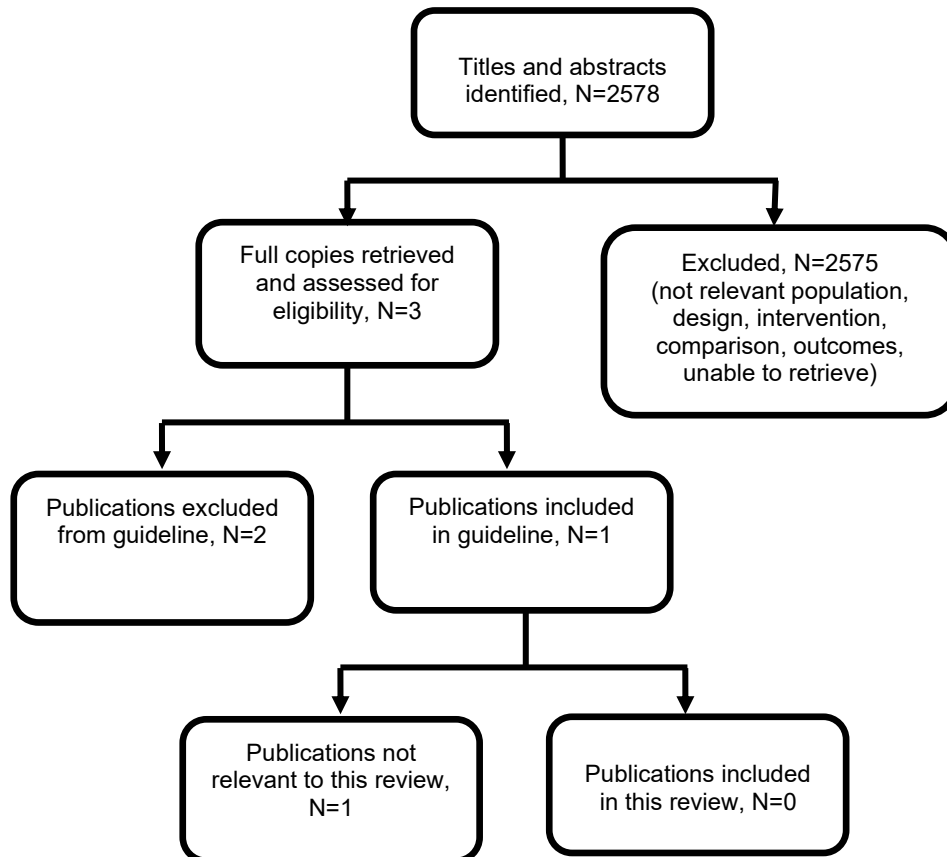 Titles and abstracts
identified, N=2578
Full copies retrieved
and assessed for
eligibility, N=3
Excluded, N=2575
(not relevant population,
design, intervention,
comparison, outcomes,
unable to retrieve)
Publications excluded
from guideline, N=2
Publications included
in guideline, N=1
Publications not
relevant to this review,
N=1
Publications included
in this review, N=0